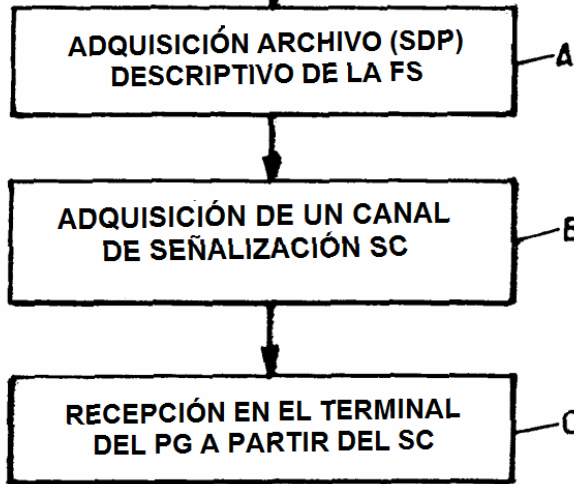 ADQUISICIÓN ARCHIVO (SDP)
DESCRIPTIVO DE LA FS
A
ADQUISICIÓN DE UN CANAL
DE SEÑALIZACIÓN SC
B
RECEPCIÓN EN EL TERMINAL
DEL PG A PARTIR DEL SC
C